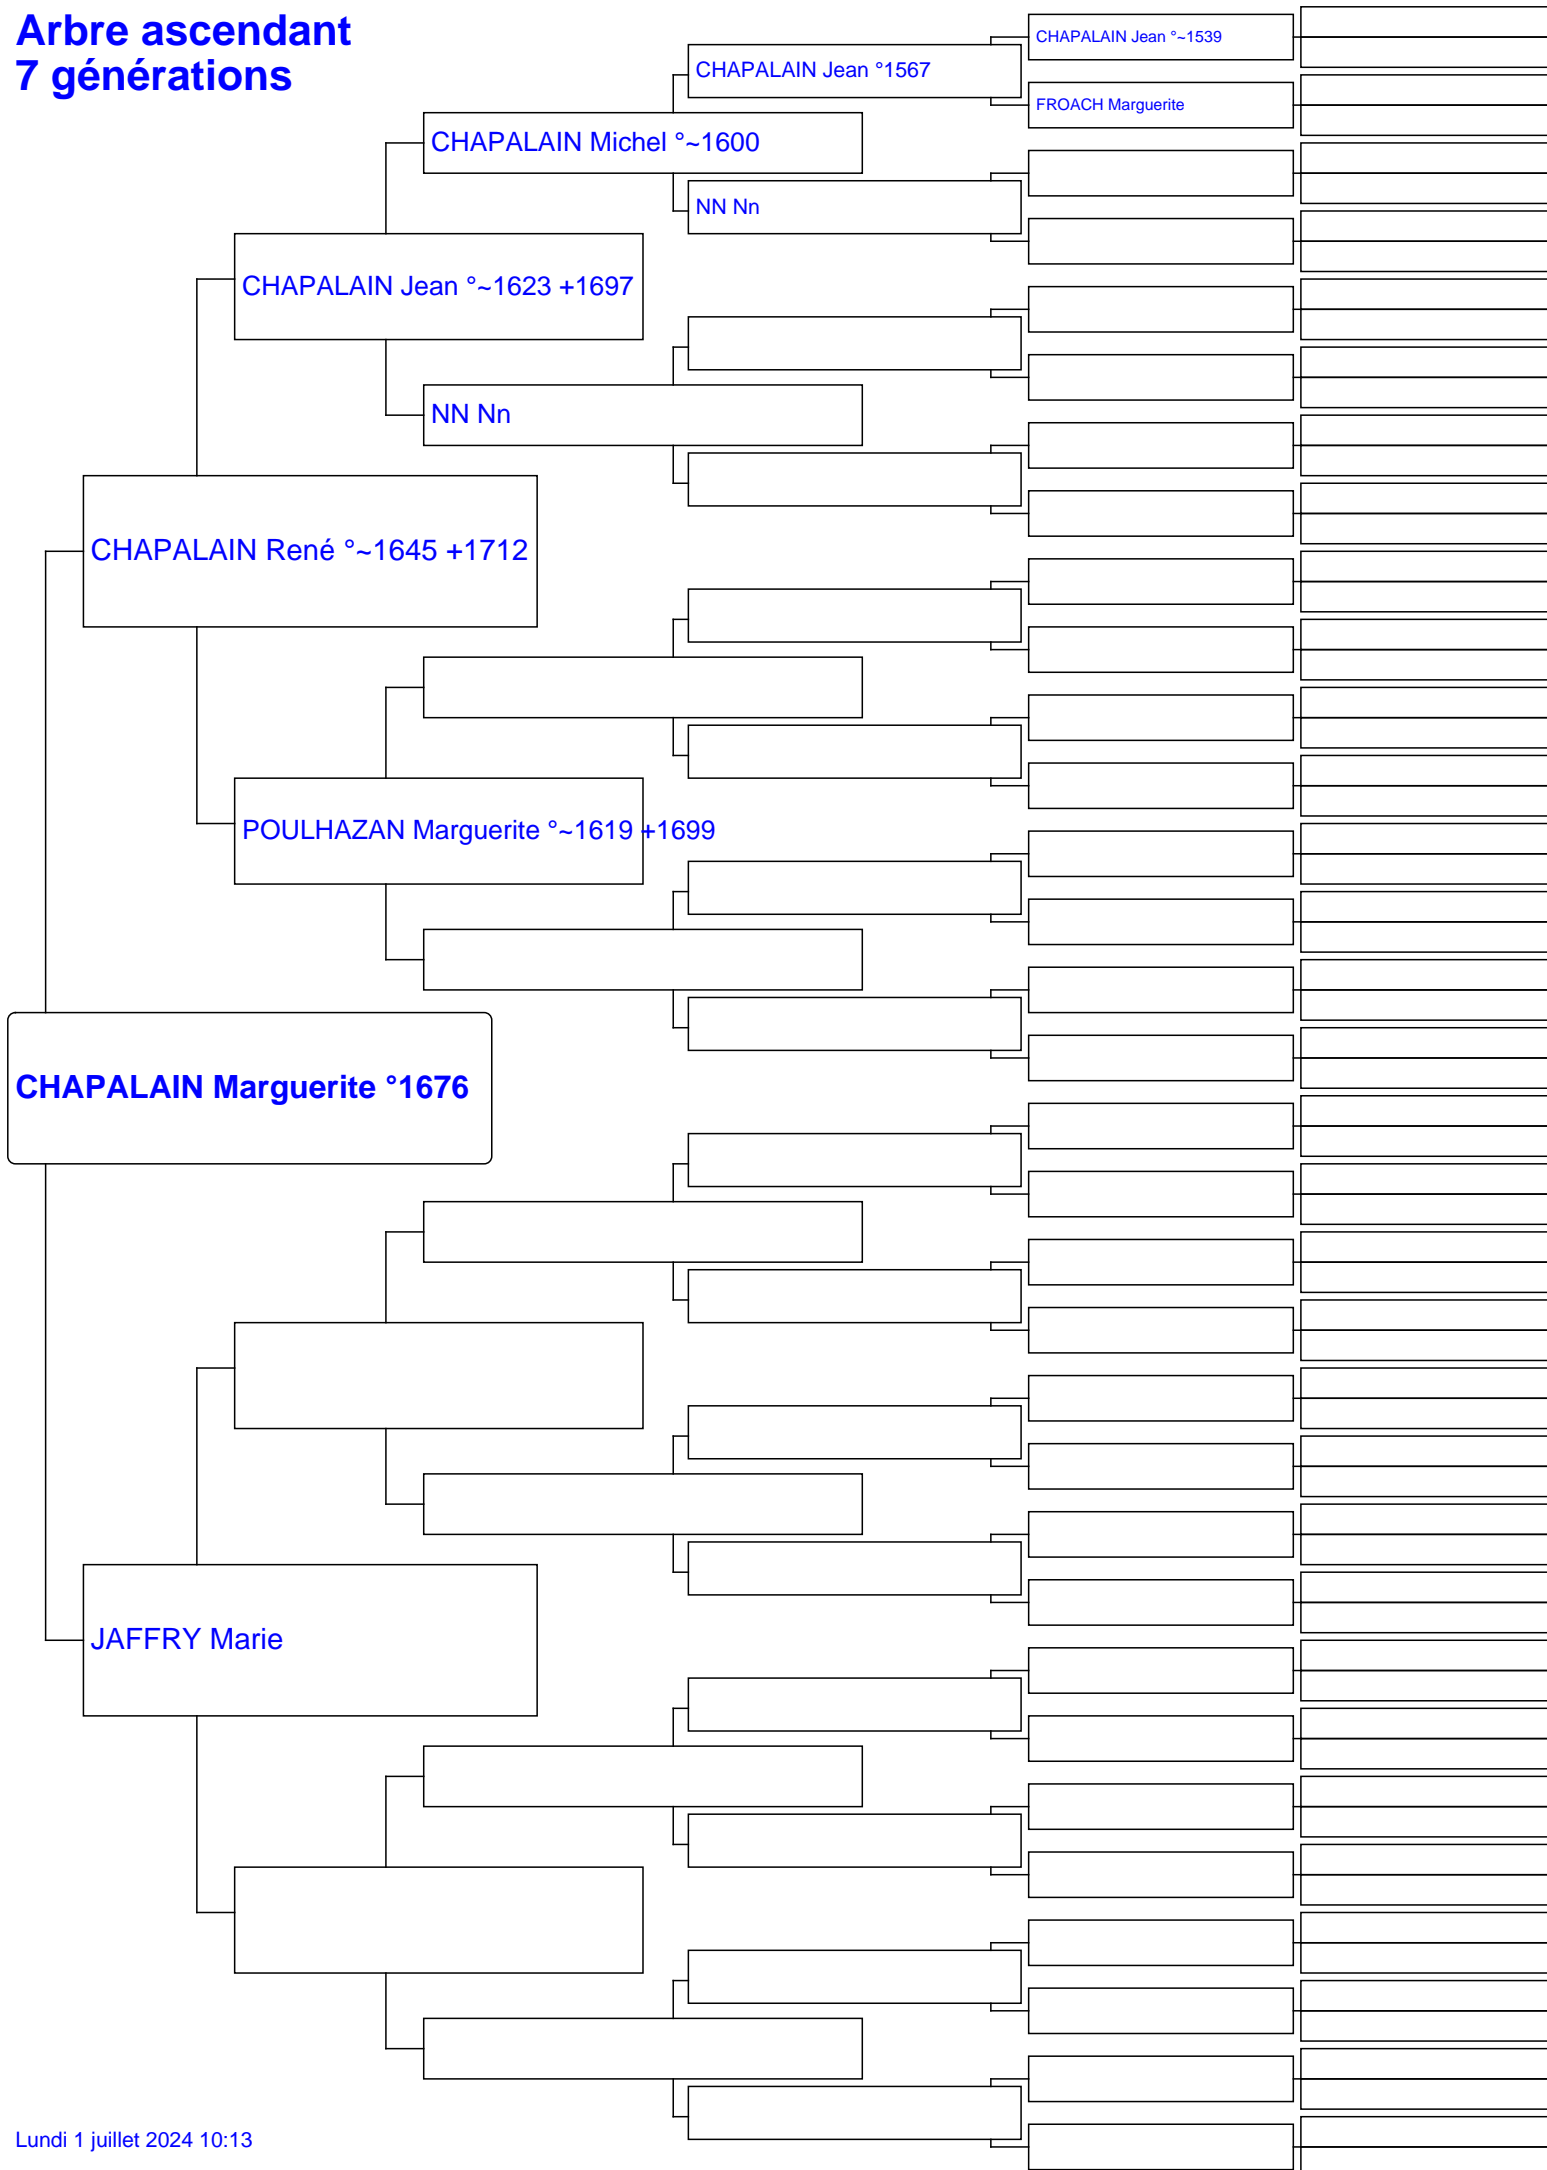 Arbre ascendant
7 générations
CHAPALAIN Jean °~1539
CHAPALAIN Jean °1567
FROACH Marguerite
CHAPALAIN Michel °~1600
NN Nn
CHAPALAIN Jean °~1623 +1697
NN Nn
CHAPALAIN René °~1645 +1712
POULHAZAN Marguerite °~1619 +1699
CHAPALAIN Marguerite °1676
JAFFRY Marie
Lundi 1 juillet 2024 10:13